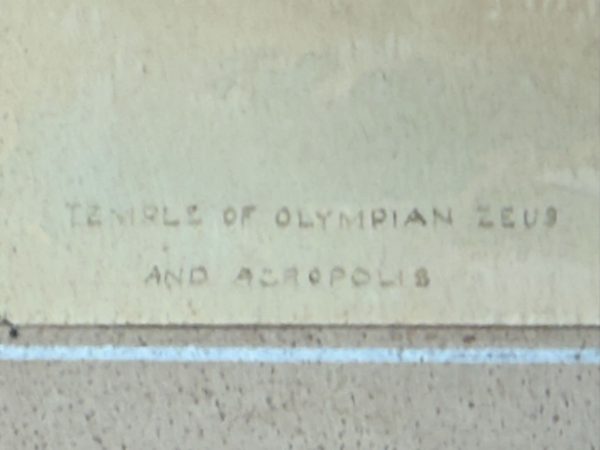 TEMPLE OF OLYMPIAN ZEUS
AND ACROPOLIS